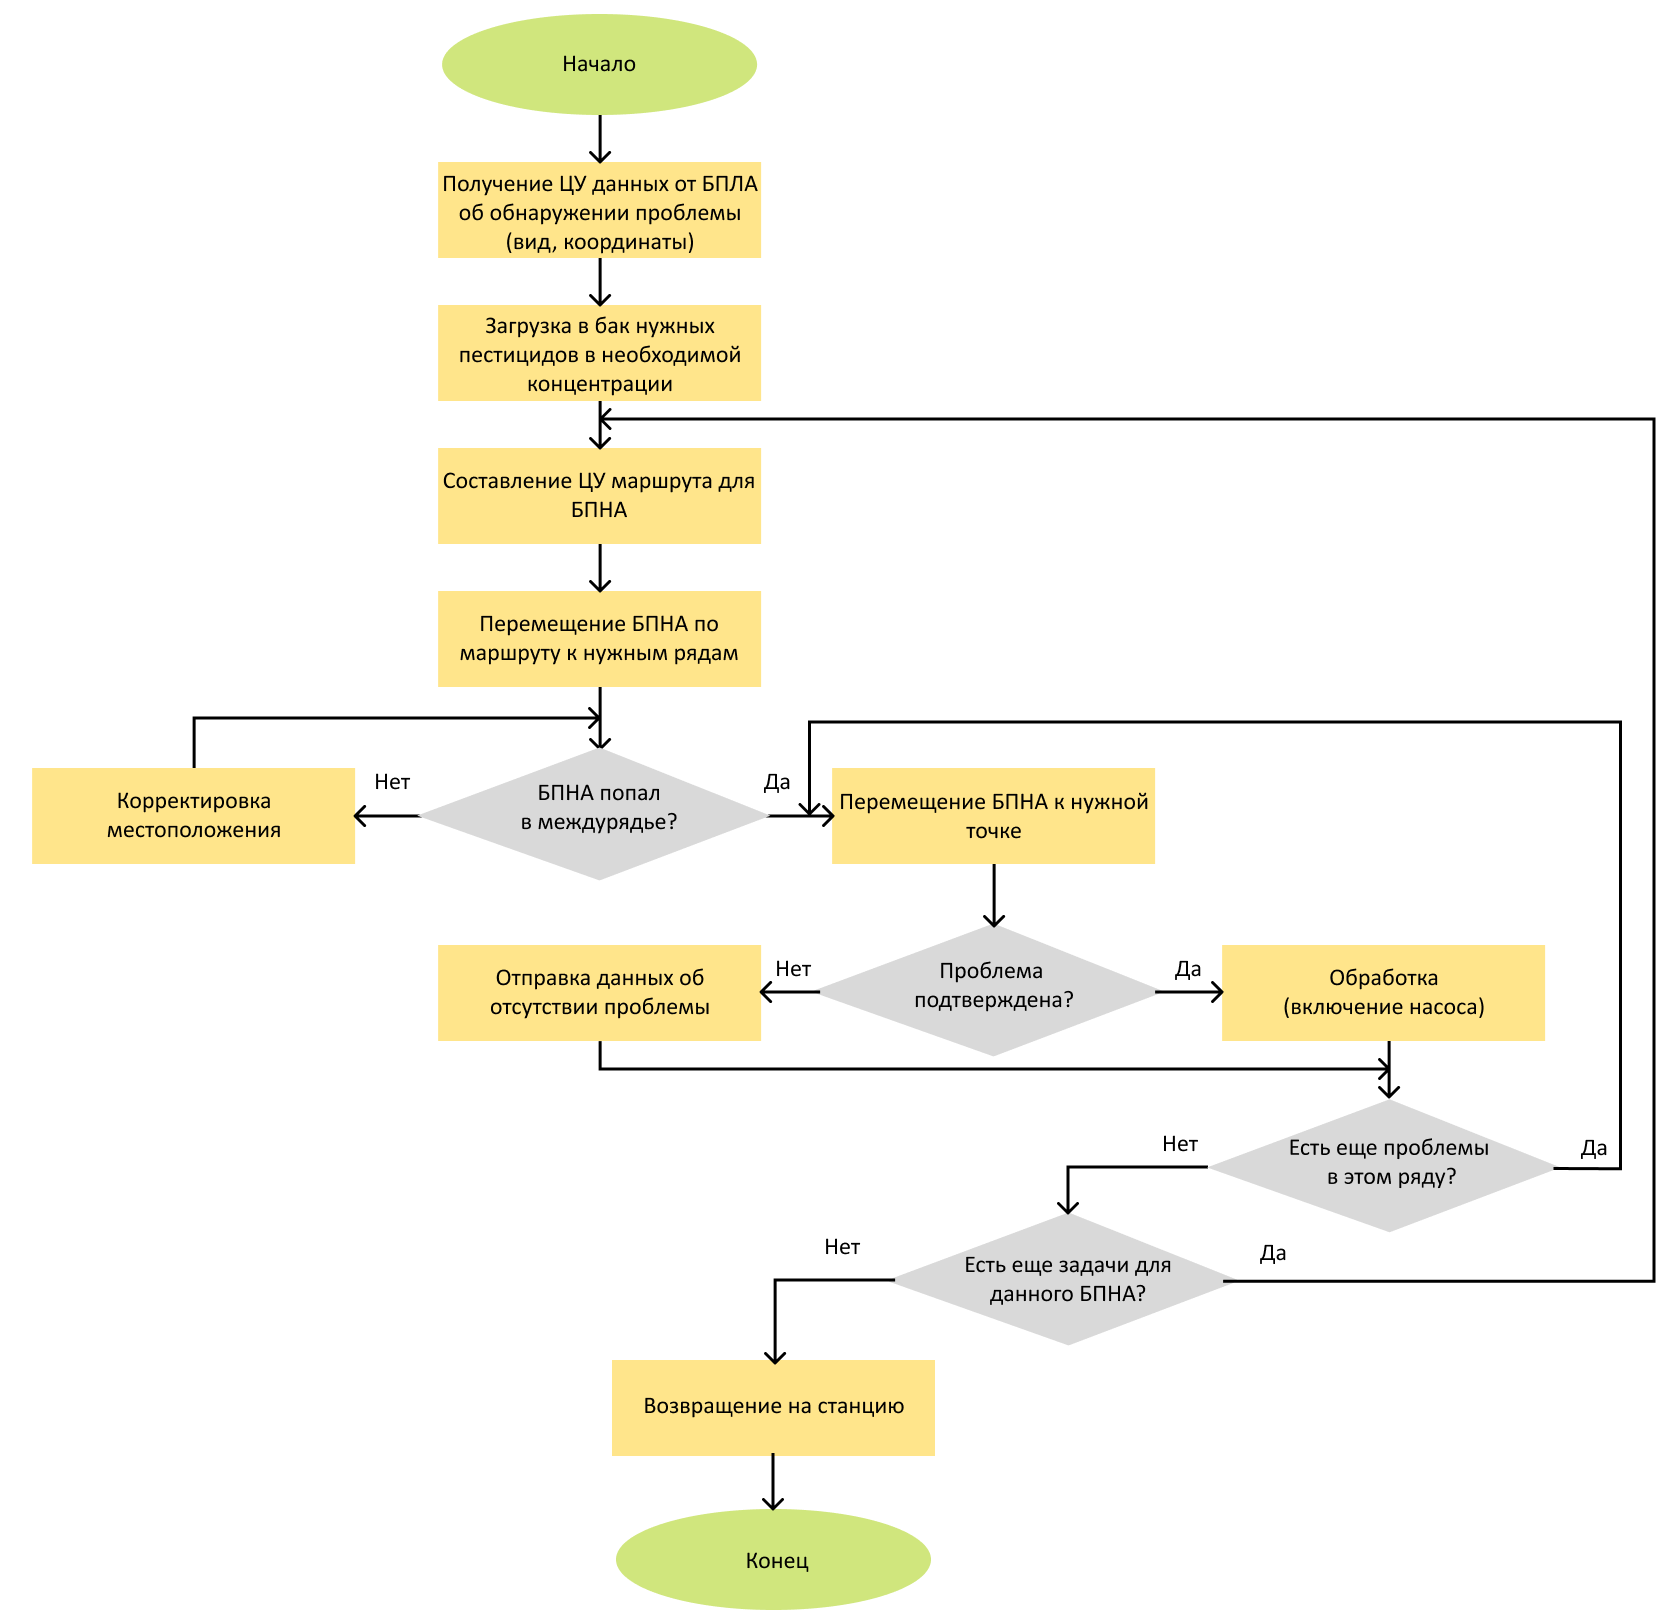 Начало
Получение ЦУ данных от БПЛА
об обнаружении проблемы
(вид, координаты)
Загрузка в бак нужных
пестицидов в необходимой
концентрации
Составление ЦУ маршрута для
БПНА
Перемещение БПНА по
маршруту к нужным рядам
Корректировка
местоположения
Нет
БПНА попал
в междурядье?
Да
Перемещение БПНА к нужной
точке
Отправка данных об
отсутствии проблемы
Нет
Проблема
подтверждена?
Да
Обработка
(включение насоса)
Нет
Есть еще проблемы
в этом ряду?
Да
Нет
Есть еще задачи для
данного БПНА?
Да
Возвращение на станцию
Конец